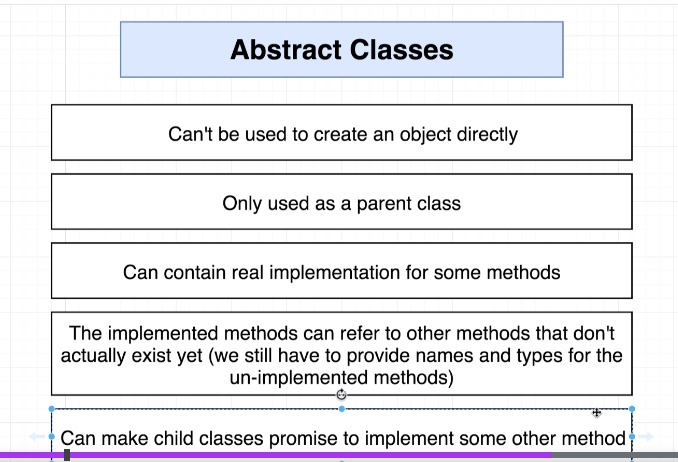 Abstract Classes
Can't be used to create an object directly
Only used as a parent class
Can contain real implementation for some methods
The implemented methods can refer to other methods that don't
actually exist yet (we still have to provide names and types for the
un-implemented methods)
Can make child classes promise to implement some other method